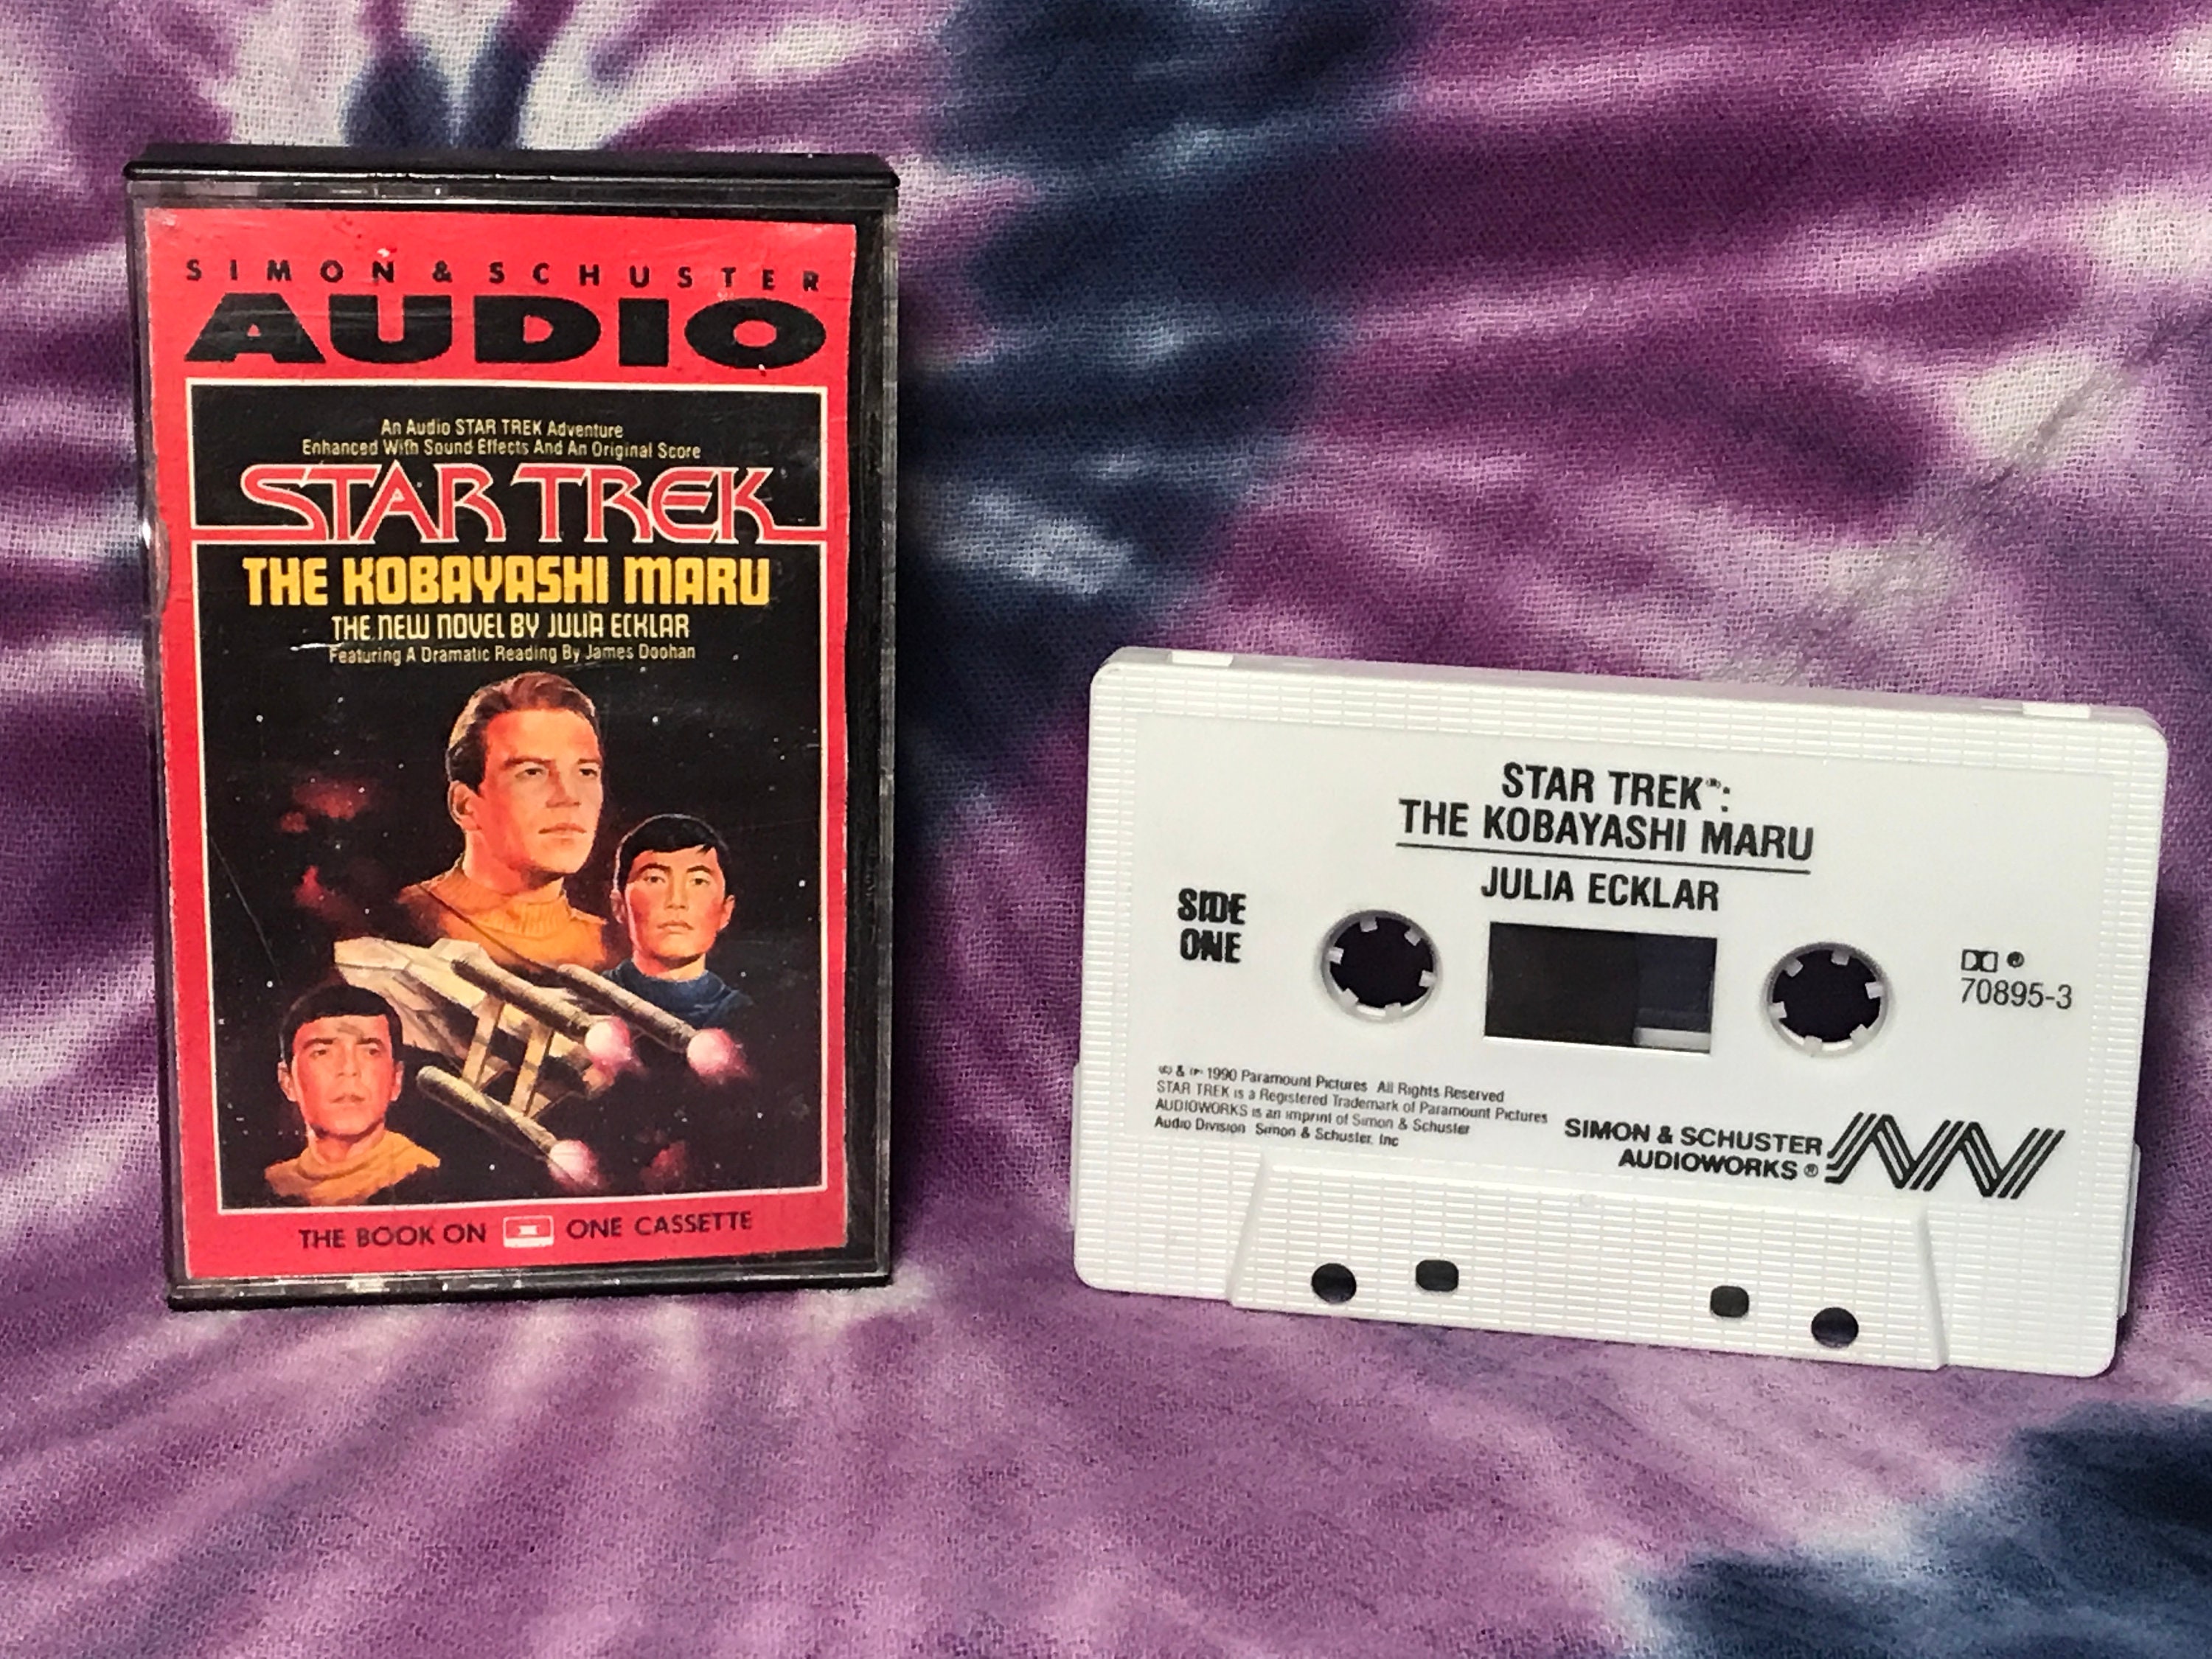 SIMON & SCHUSTER
AUDIO
An Audio STAR TREK Adventure
Enhanced With Sound Effects And An Original Score
STAR TREK
THE KOBAYASHI MARU
THE NEW NOVEL BY JULIA ECKLAR
Featuring A Dramatic Reading By James Doohan
THE BOOK ON ONE CASSETTE
STAR TREK®:
THE KOBAYASHI MARU
JULIA ECKLAR
SIDE
ONE
70895-3
© & ℗ 1990 Paramount Pictures All Rights Reserved
STAR TREK is a Registered Trademark of Paramount Pictures
AUDIOWORKS is an imprint of Simon & Schuster
Audio Division Simon & Schuster, Inc
SIMON & SCHUSTER
AUDIOWORKS ®